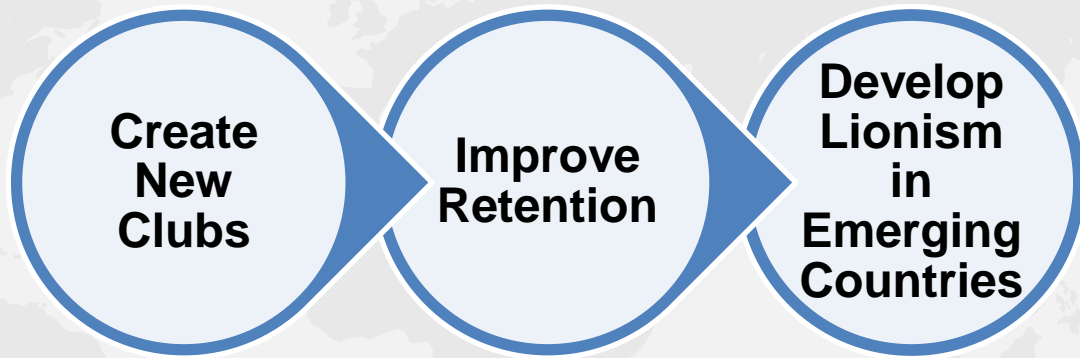 Create
New
Clubs
Improve
Retention
Develop
Lionism
in
Emerging
Countries